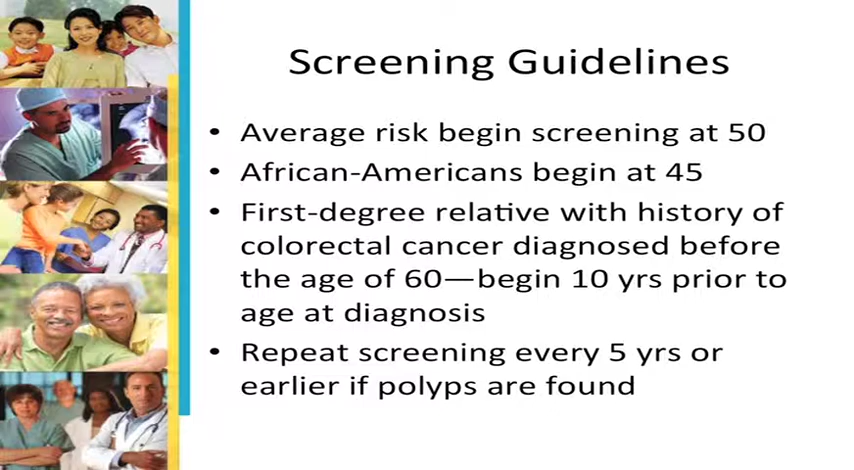 Screening Guidelines
• Average risk begin screening at 50
• African-Americans begin at 45
• First-degree relative with history of
colorectal cancer diagnosed before
the age of 60—begin 10 yrs prior to
age at diagnosis
• Repeat screening every 5 yrs or
earlier if polyps are found